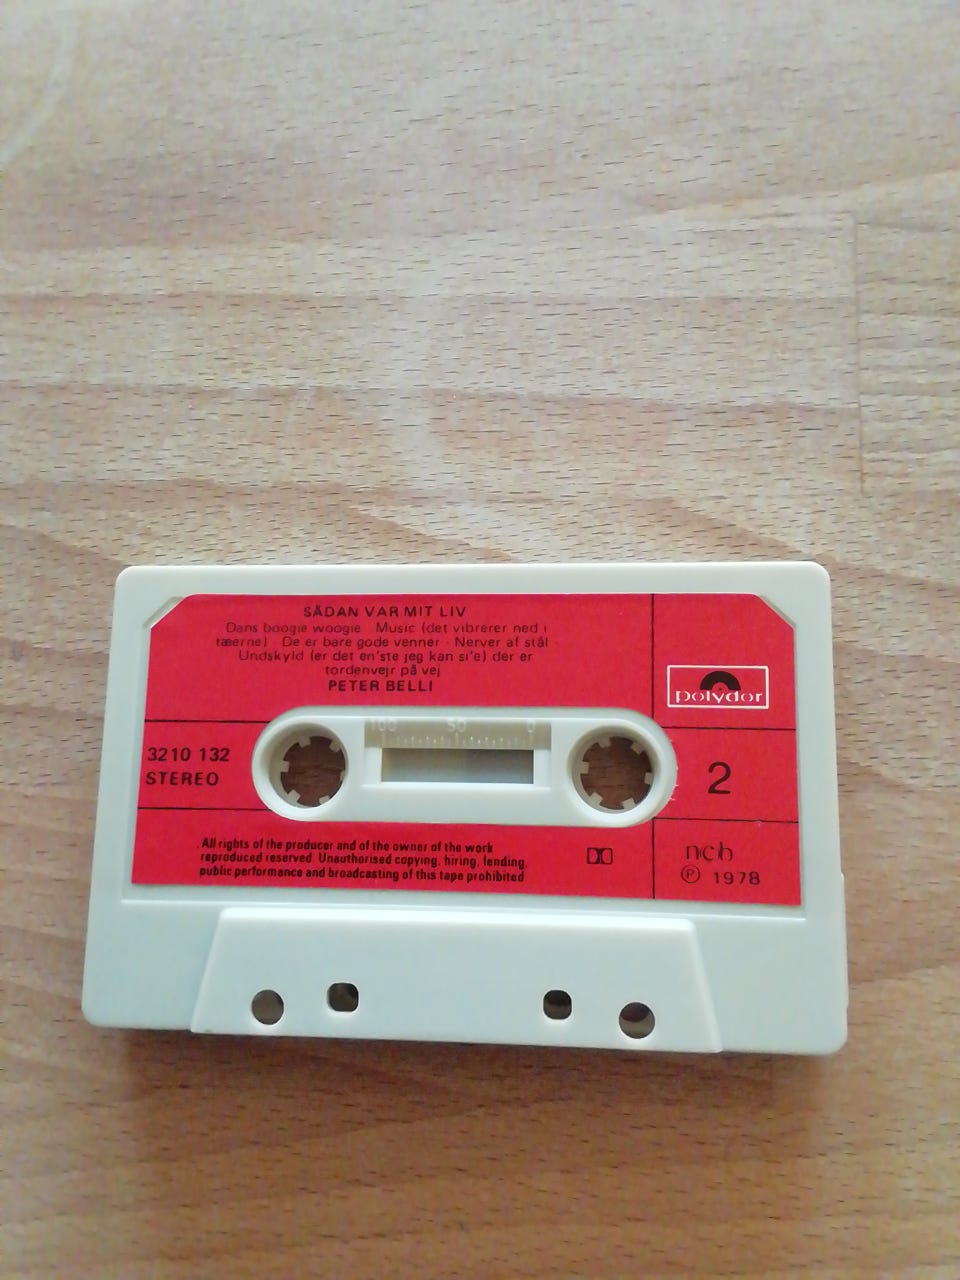 SÅDAN VAR MIT LIV
Dans boogie woogie · Music (det vibrerer ned i
tæerne) · De er bare gode venner · Nerver af stål
Undskyld (er det en'ste jeg kan si'e) der er
tordenvejr på vej
PETER BELLI
polydor
100 50 0
3210 132
STEREO
2
All rights of the producer and of the owner of the work
reproduced reserved. Unauthorised copying, hiring, lending,
public performance and broadcasting of this tape prohibited
ncb
Ⓟ 1978